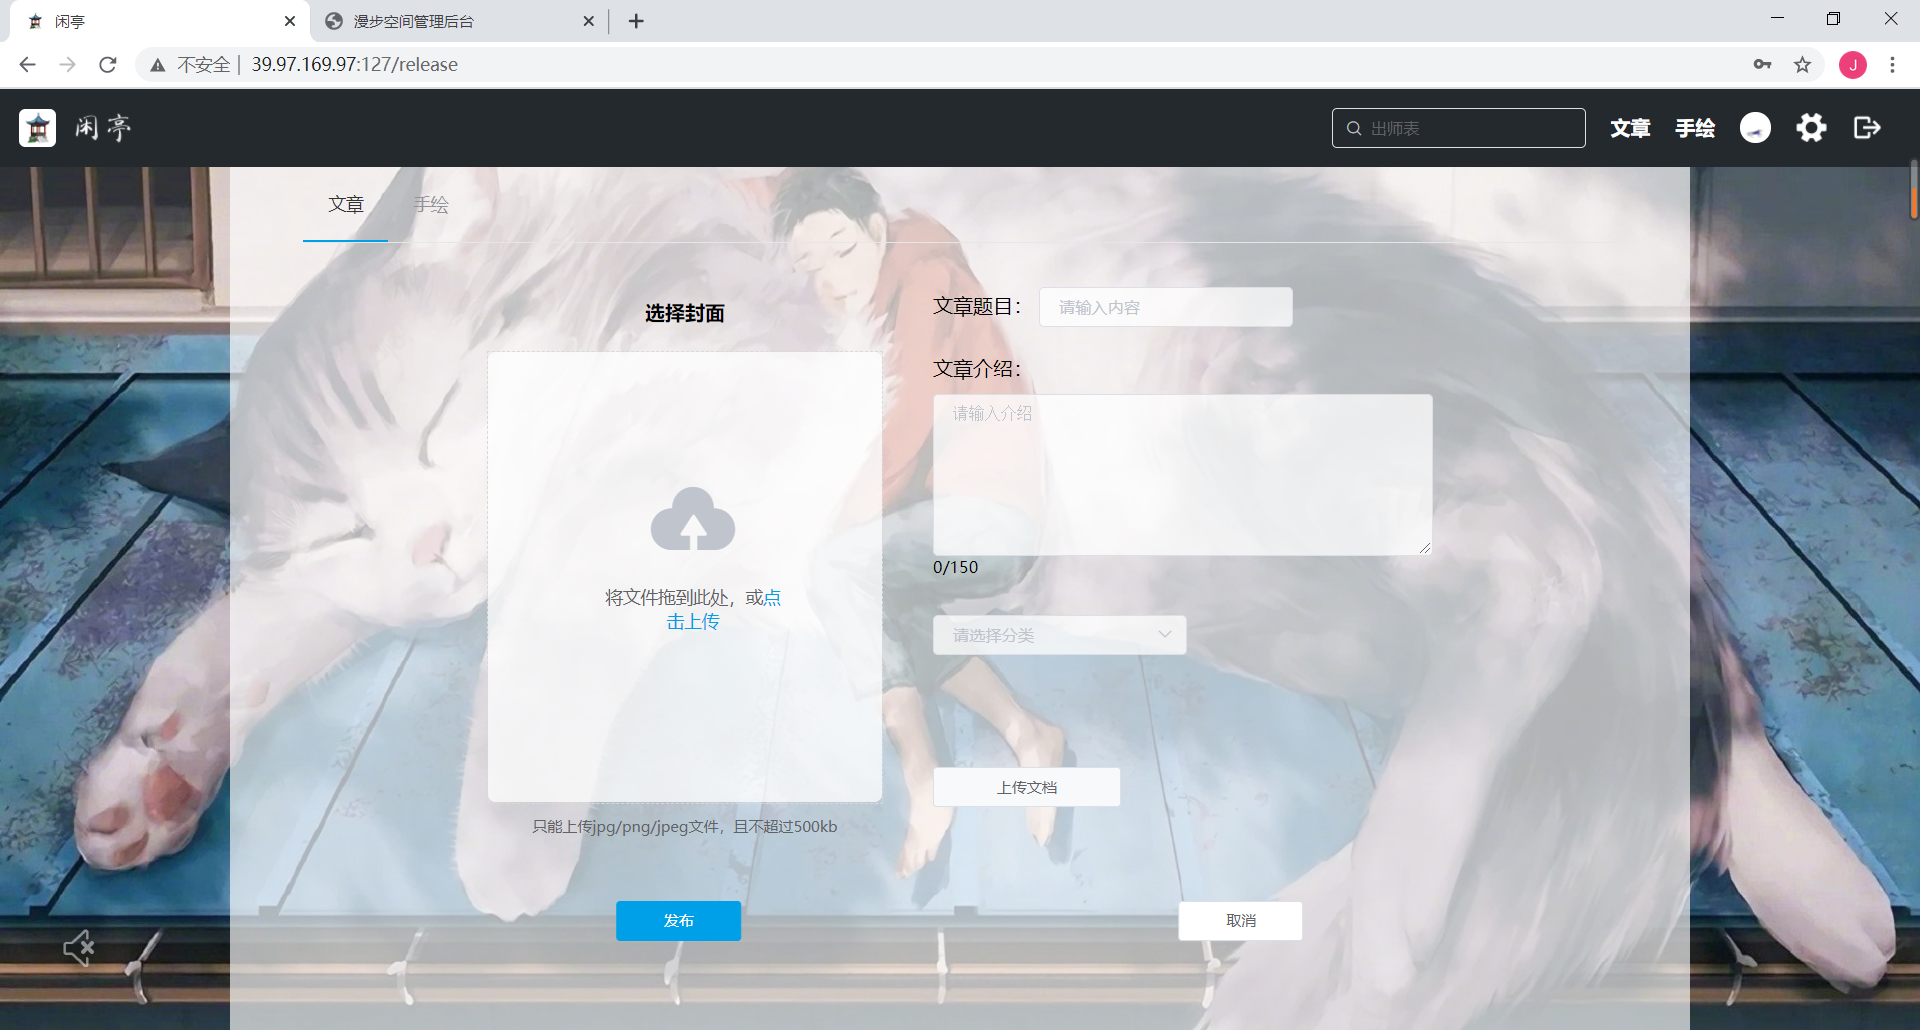 闲亭
漫步空间管理后台
不安全
39.97.169.97:127/release
J
闲亭
出师表
文章
手绘
文章
手绘
选择封面
文章题目：
请输入内容
文章介绍：
请输入介绍
0/150
将文件拖到此处，或点
击上传
请选择分类
上传文档
只能上传jpg/png/jpeg文件，且不超过500kb
发布
取消